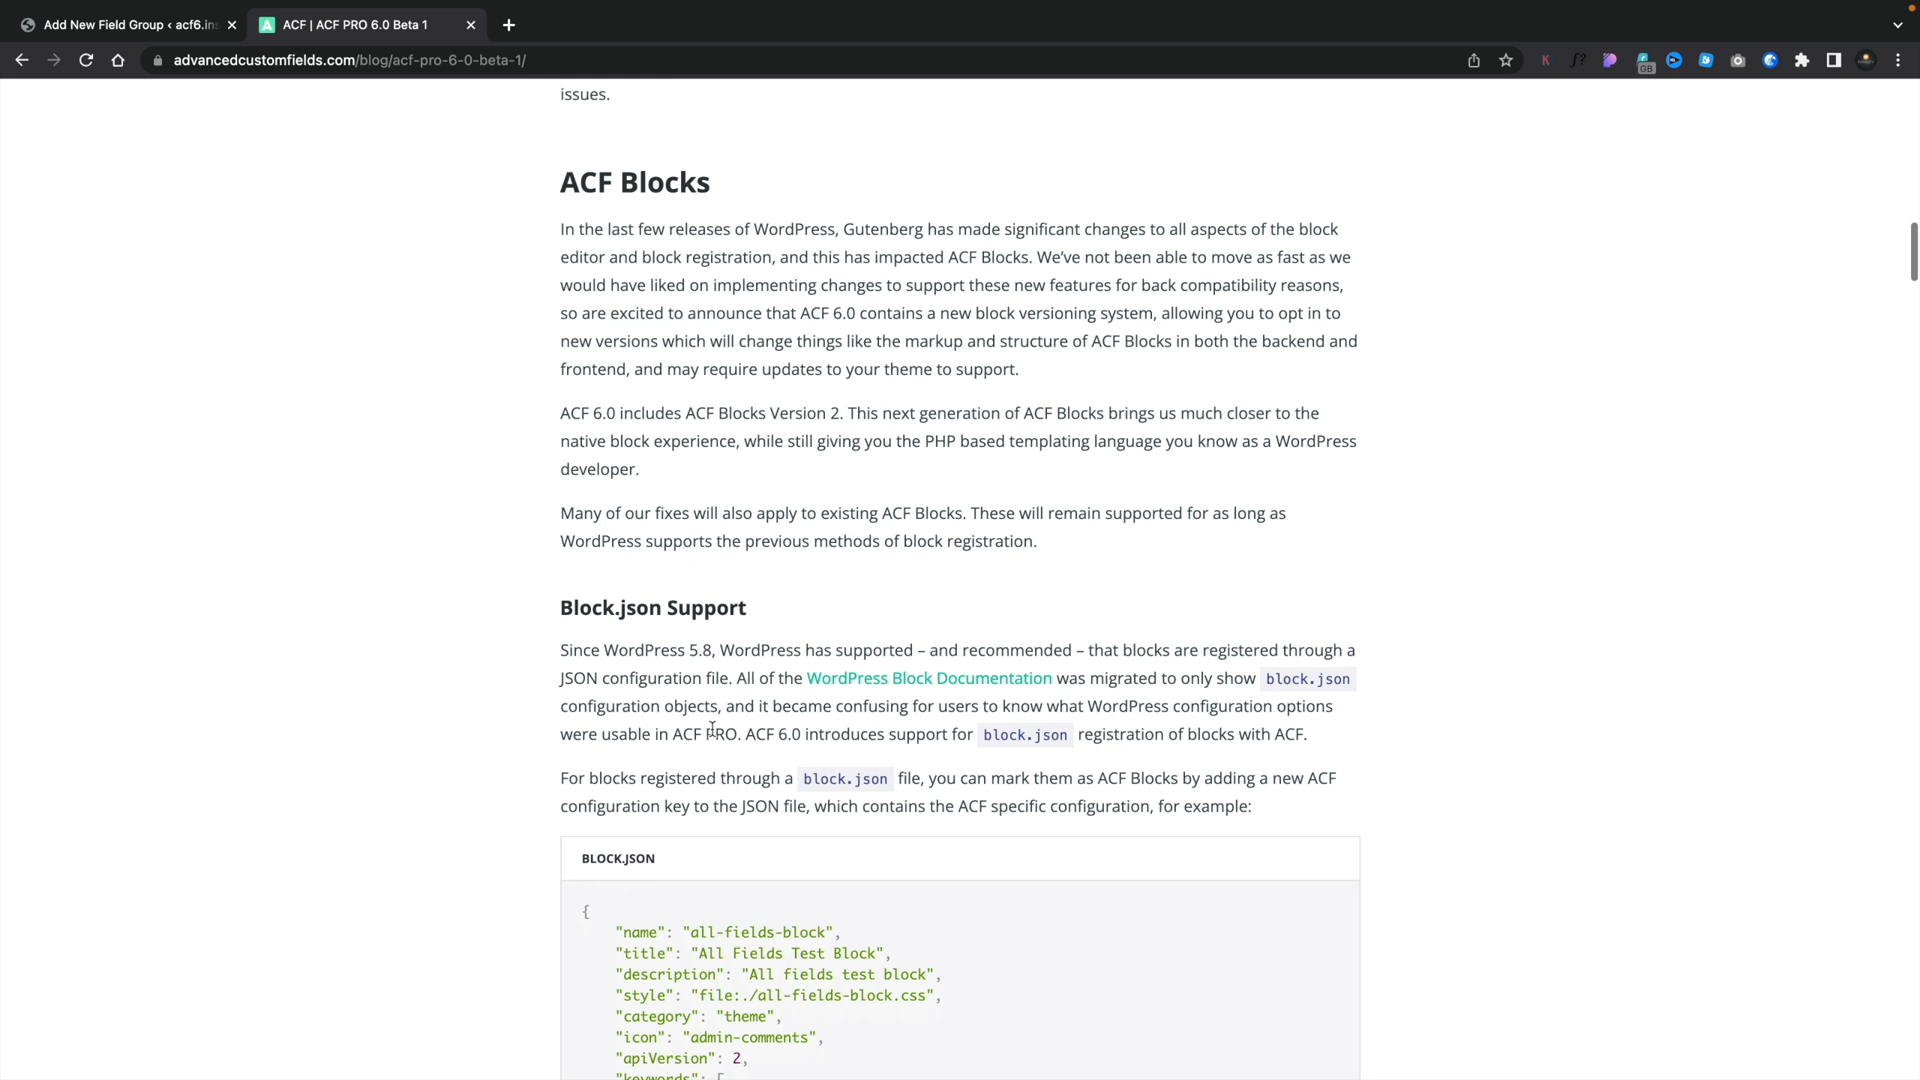 Add New Field Group ‹ acf6.in
ACF | ACF PRO 6.0 Beta 1
advancedcustomfields.com/blog/acf-pro-6-0-beta-1/
issues.
ACF Blocks
In the last few releases of WordPress, Gutenberg has made significant changes to all aspects of the block
editor and block registration, and this has impacted ACF Blocks. We’ve not been able to move as fast as we
would have liked on implementing changes to support these new features for back compatibility reasons,
so are excited to announce that ACF 6.0 contains a new block versioning system, allowing you to opt in to
new versions which will change things like the markup and structure of ACF Blocks in both the backend and
frontend, and may require updates to your theme to support.
ACF 6.0 includes ACF Blocks Version 2. This next generation of ACF Blocks brings us much closer to the
native block experience, while still giving you the PHP based templating language you know as a WordPress
developer.
Many of our fixes will also apply to existing ACF Blocks. These will remain supported for as long as
WordPress supports the previous methods of block registration.
Block.json Support
Since WordPress 5.8, WordPress has supported – and recommended – that blocks are registered through a
JSON configuration file. All of the WordPress Block Documentation was migrated to only show block.json
configuration objects, and it became confusing for users to know what WordPress configuration options
were usable in ACF PRO. ACF 6.0 introduces support for block.json registration of blocks with ACF.
For blocks registered through a block.json file, you can mark them as ACF Blocks by adding a new ACF
configuration key to the JSON file, which contains the ACF specific configuration, for example:
BLOCK.JSON
{
"name": "all-fields-block",
"title": "All Fields Test Block",
"description": "All fields test block",
"style": "file:./all-fields-block.css",
"category": "theme",
"icon": "admin-comments",
"apiVersion": 2,
"keywords": [